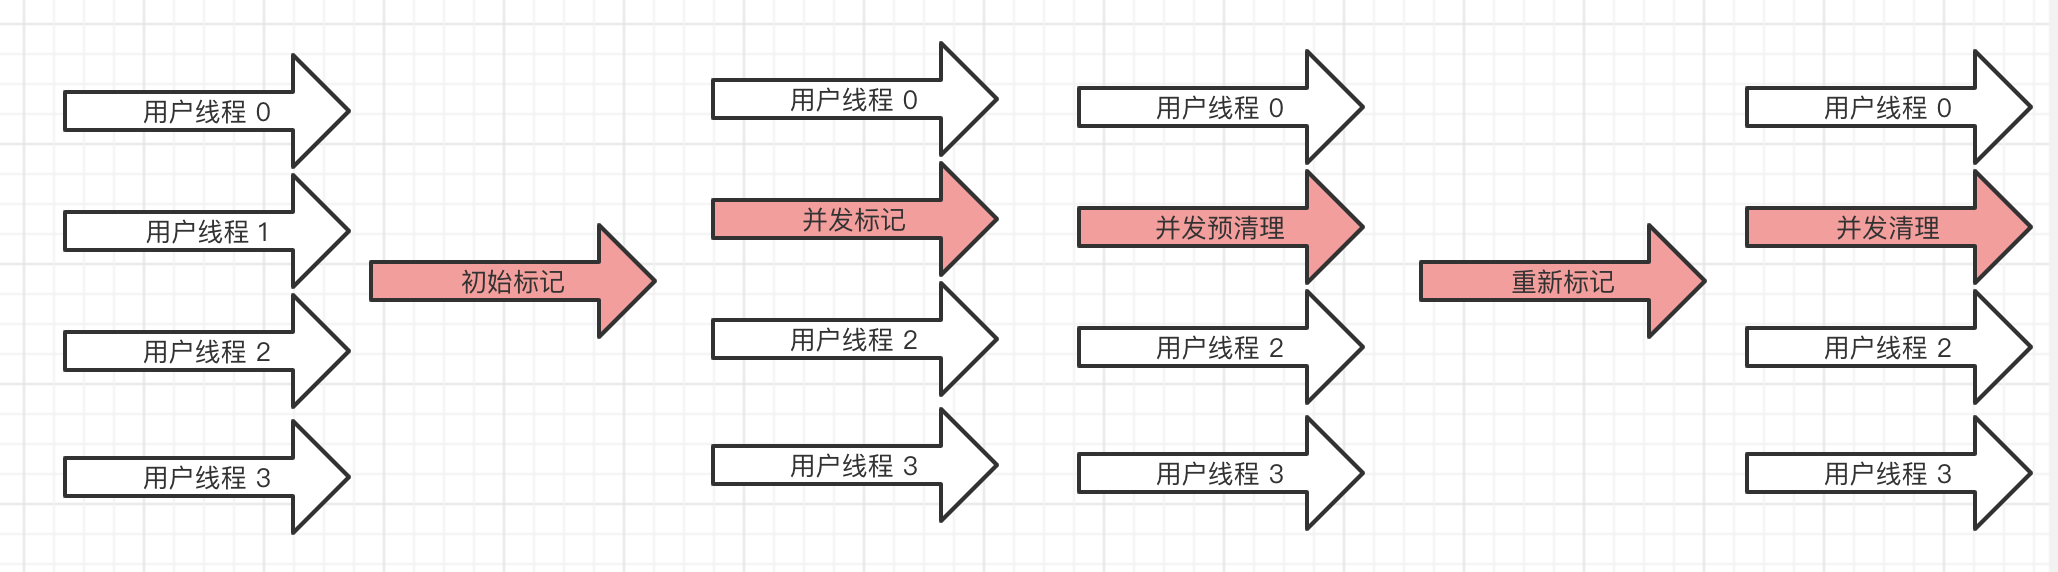 用户线程 0
用户线程 1
用户线程 2
用户线程 3
初始标记
用户线程 0
并发标记
用户线程 2
用户线程 3
用户线程 0
并发预清理
用户线程 2
用户线程 3
重新标记
用户线程 0
并发清理
用户线程 2
用户线程 3